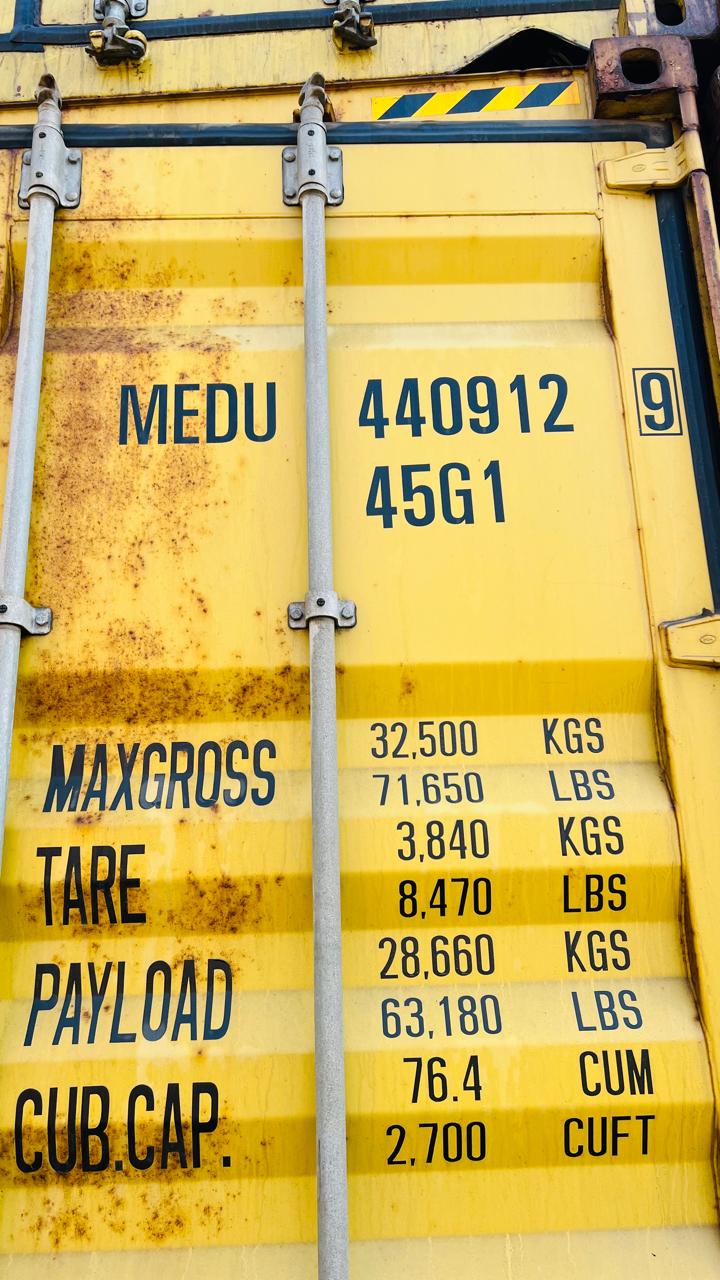 MEDU 440912 9
45G1
MAXGROSS 32,500 KGS
71,650 LBS
TARE 3,840 KGS
8,470 LBS
PAYLOAD 28,660 KGS
63,180 LBS
CUB.CAP. 76.4 CUM
2,700 CUFT